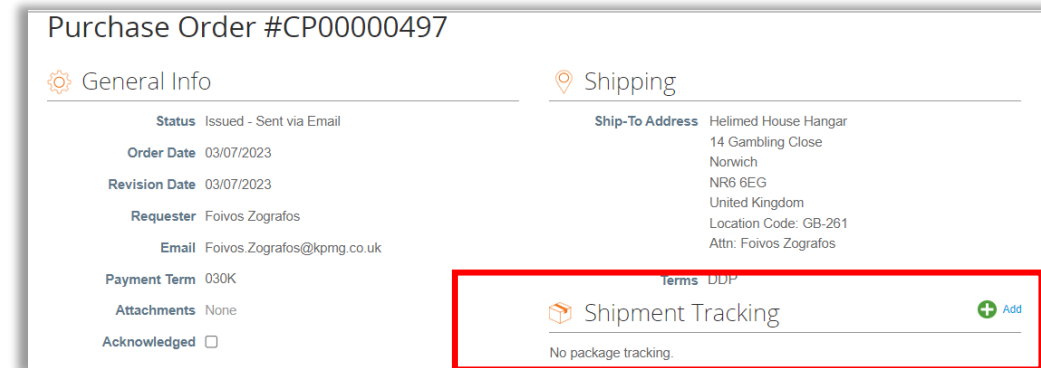 Purchase Order #CP00000497
General Info
Status Issued - Sent via Email
Order Date 03/07/2023
Revision Date 03/07/2023
Requester Foivos Zografos
Email Foivos.Zografos@kpmg.co.uk
Payment Term 030K
Attachments None
Acknowledged
Shipping
Ship-To Address Helimed House Hangar
14 Gambling Close
Norwich
NR6 6EG
United Kingdom
Location Code: GB-261
Attn: Foivos Zografos
Terms DDP
Shipment Tracking Add
No package tracking.